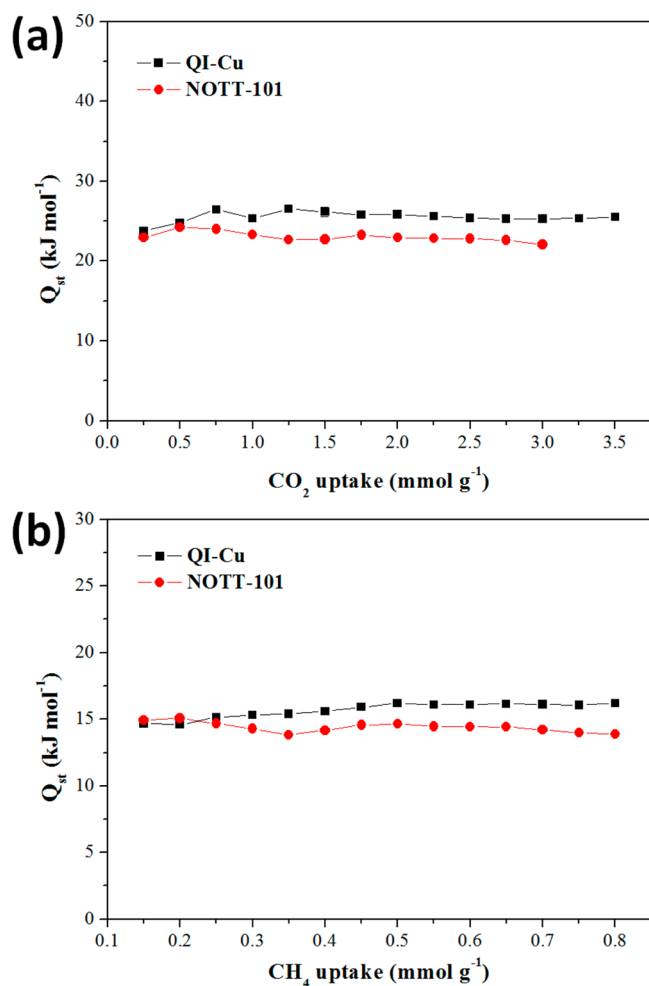 (a)
50
40
30
20
10
0
QI-Cu
NOTT-101
Q_st (kJ mol⁻¹)
0.0 0.5 1.0 1.5 2.0 2.5 3.0 3.5
CO₂ uptake (mmol g⁻¹)
(b)
30
25
20
15
10
5
0
QI-Cu
NOTT-101
Q_st (kJ mol⁻¹)
0.1 0.2 0.3 0.4 0.5 0.6 0.7 0.8
CH₄ uptake (mmol g⁻¹)